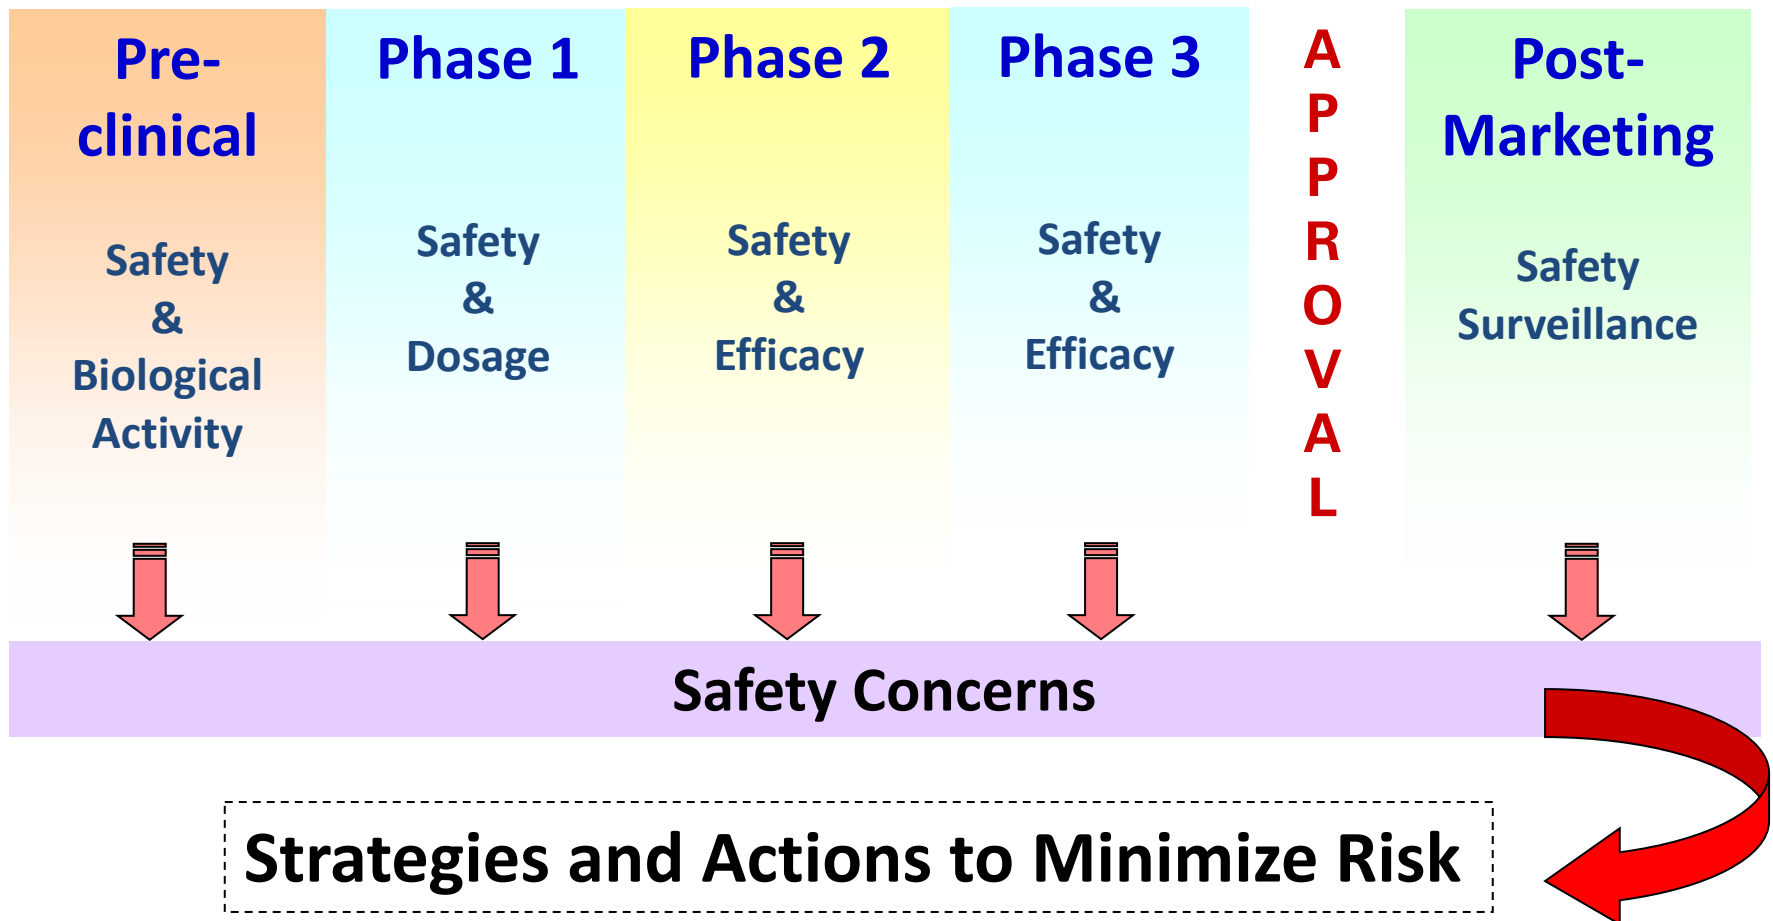 Pre-
clinical
Safety
&
Biological
Activity
Phase 1
Safety
&
Dosage
Phase 2
Safety
&
Efficacy
Phase 3
Safety
&
Efficacy
A
P
P
R
O
V
A
L
Post-
Marketing
Safety
Surveillance
Safety Concerns
Strategies and Actions to Minimize Risk